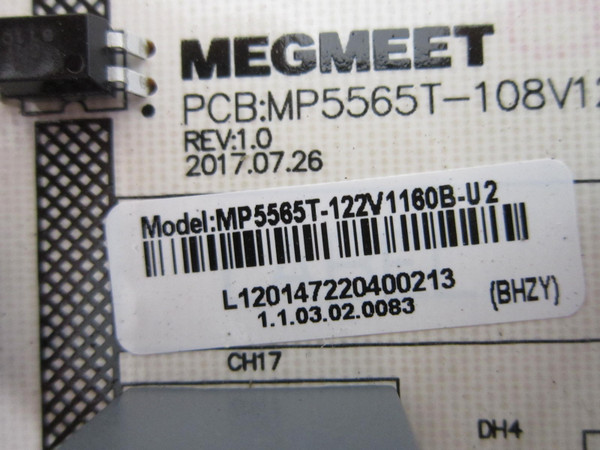 MEGMEET
PCB:MP5565T-108V12
REV:1.0
2017.07.26
Model:MP5565T-122V1160B-U2
L120147220400213
(BHZY)
1.1.03.02.0083
CH17
DH4